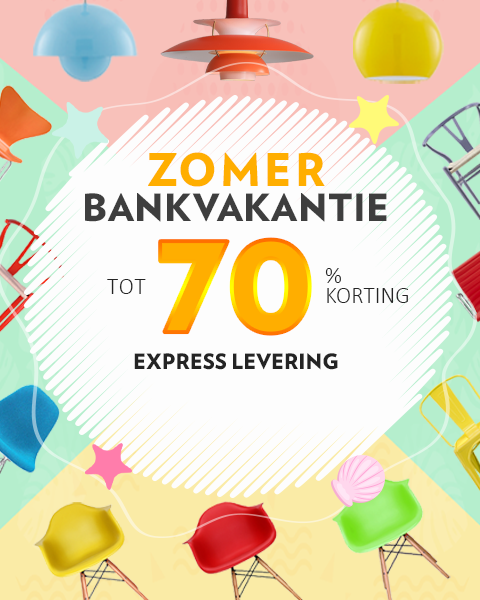 ZOMER
BANKVAKANTIE
TOT 70 % KORTING
EXPRESS LEVERING